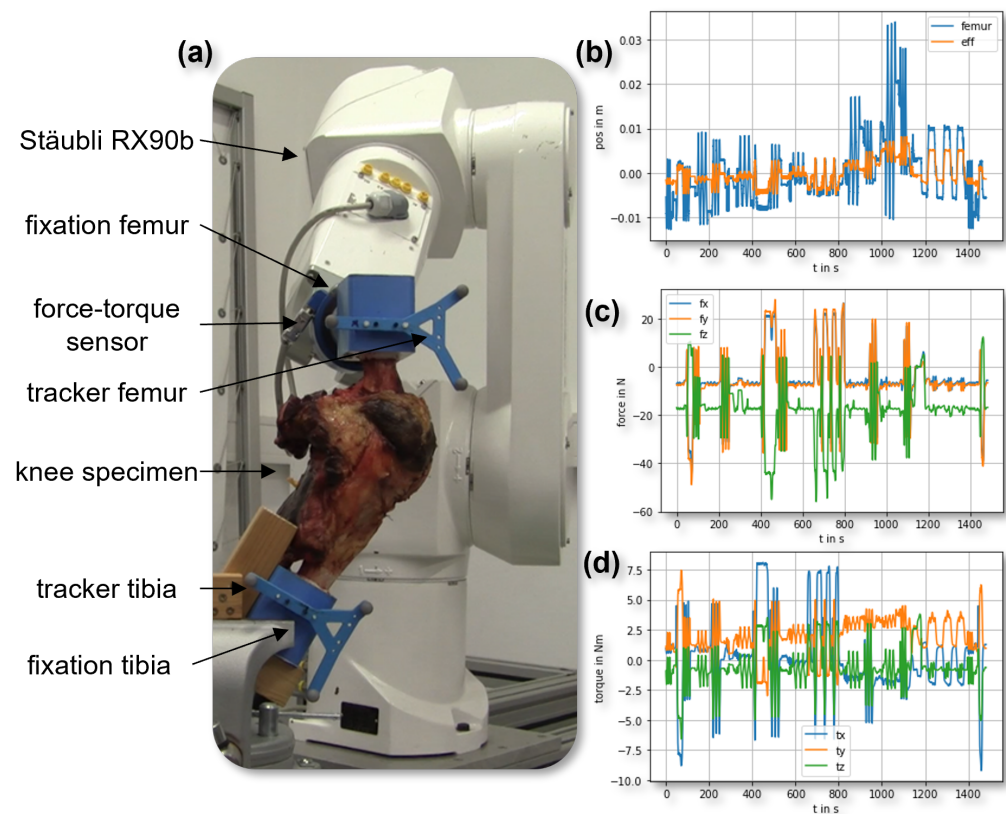 (a)
Stäubli RX90b
fixation femur
force-torque
sensor
tracker femur
knee specimen
tracker tibia
fixation tibia
(b)
femur
eff
pos in m
0.03
0.02
0.01
0.00
−0.01
0
200
400
600
800
1000
1200
1400
t in s
(c)
fx
fy
fz
force in N
20
0
−20
−40
−60
0
200
400
600
800
1000
1200
1400
t in s
(d)
torque in Nm
7.5
5.0
2.5
0.0
−2.5
−5.0
−7.5
−10.0
tx
ty
tz
0
200
400
600
800
1000
1200
1400
t in s